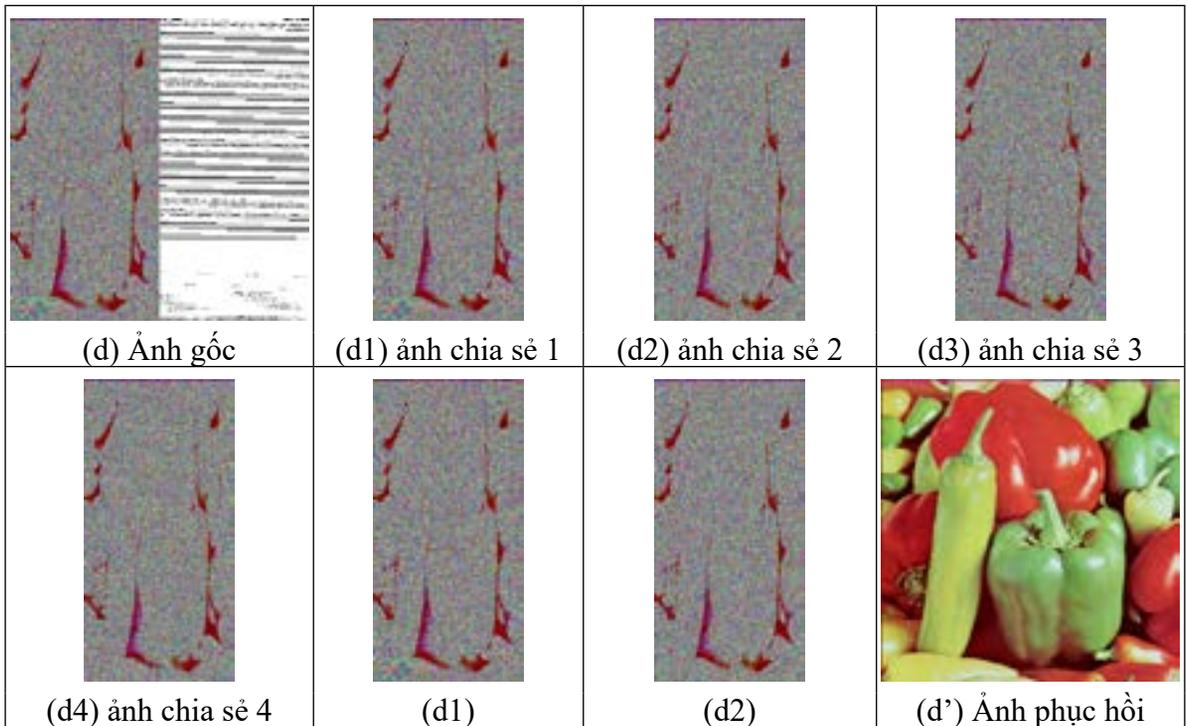 (d) Ảnh gốc
(d1) ảnh chia sẻ 1
(d2) ảnh chia sẻ 2
(d3) ảnh chia sẻ 3
(d4) ảnh chia sẻ 4
(d1)
(d2)
(d’) Ảnh phục hồi